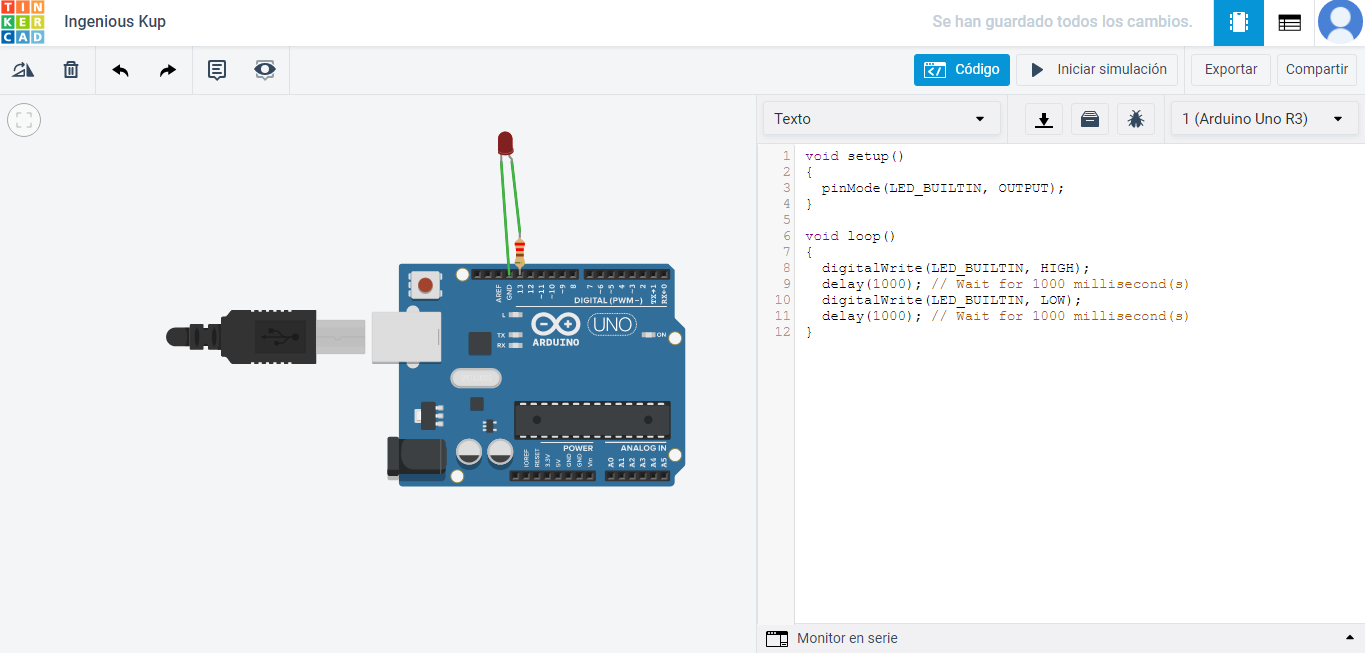 TIN
KER
CAD
Ingenious Kup
Se han guardado todos los cambios.
Código
Iniciar simulación
Exportar
Compartir
Texto
1 (Arduino Uno R3)
AREF
GND
13
12
~11
~10
~9
8
7
~6
~5
4
~3
2
TX→1
RX←0
DIGITAL (PWM~)
L
TX
RX
ARDUINO
UNO
ON
POWER
ANALOG IN
IOREF
RESET
3.3V
5V
GND
GND
Vin
A0
A1
A2
A3
A4
A5
1 void setup()
2 {
3 pinMode(LED_BUILTIN, OUTPUT);
4 }
5
6 void loop()
7 {
8 digitalWrite(LED_BUILTIN, HIGH);
9 delay(1000); // Wait for 1000 millisecond(s)
10 digitalWrite(LED_BUILTIN, LOW);
11 delay(1000); // Wait for 1000 millisecond(s)
12 }
Monitor en serie